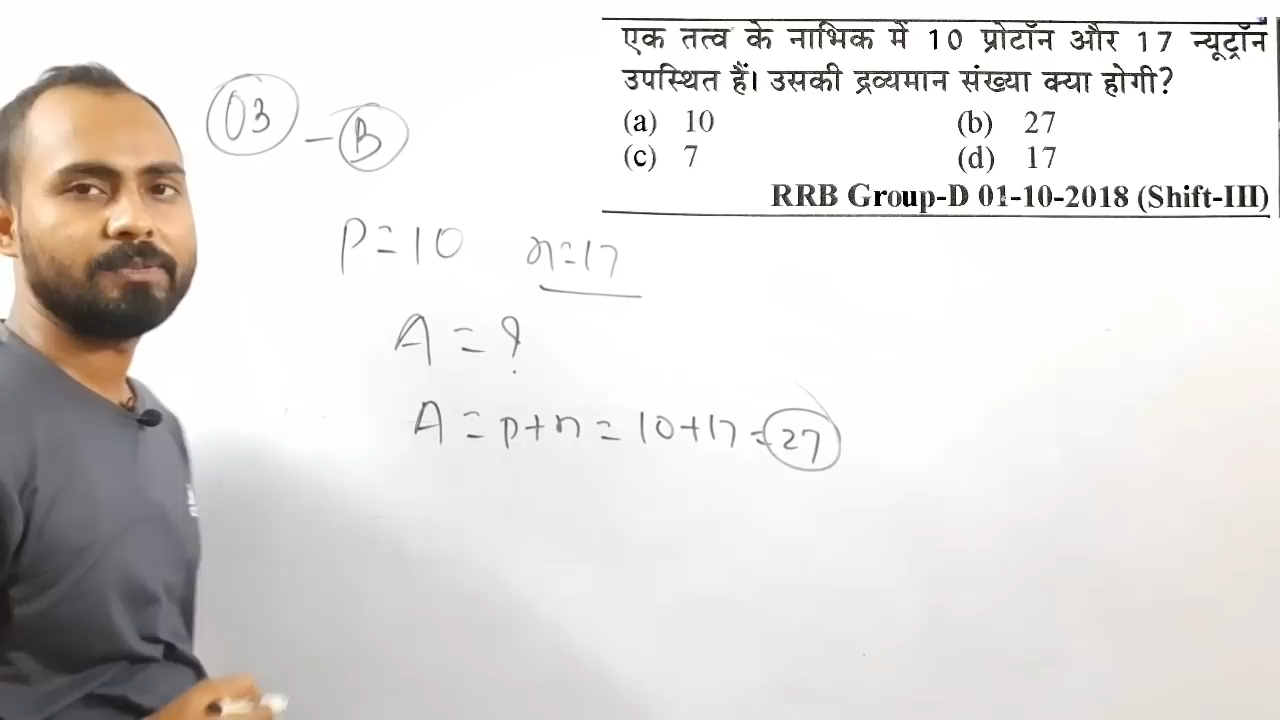 एक तत्व के नाभिक में 10 प्रोटॉन और 17 न्यूट्रॉन
उपस्थित हैं। उसकी द्रव्यमान संख्या क्या होगी?
(a) 10 (b) 27
(c) 7 (d) 17
RRB Group-D 01-10-2018 (Shift-III)
03 - B
P=10 n=17
A = ?
A = p+n = 10+17 = 27